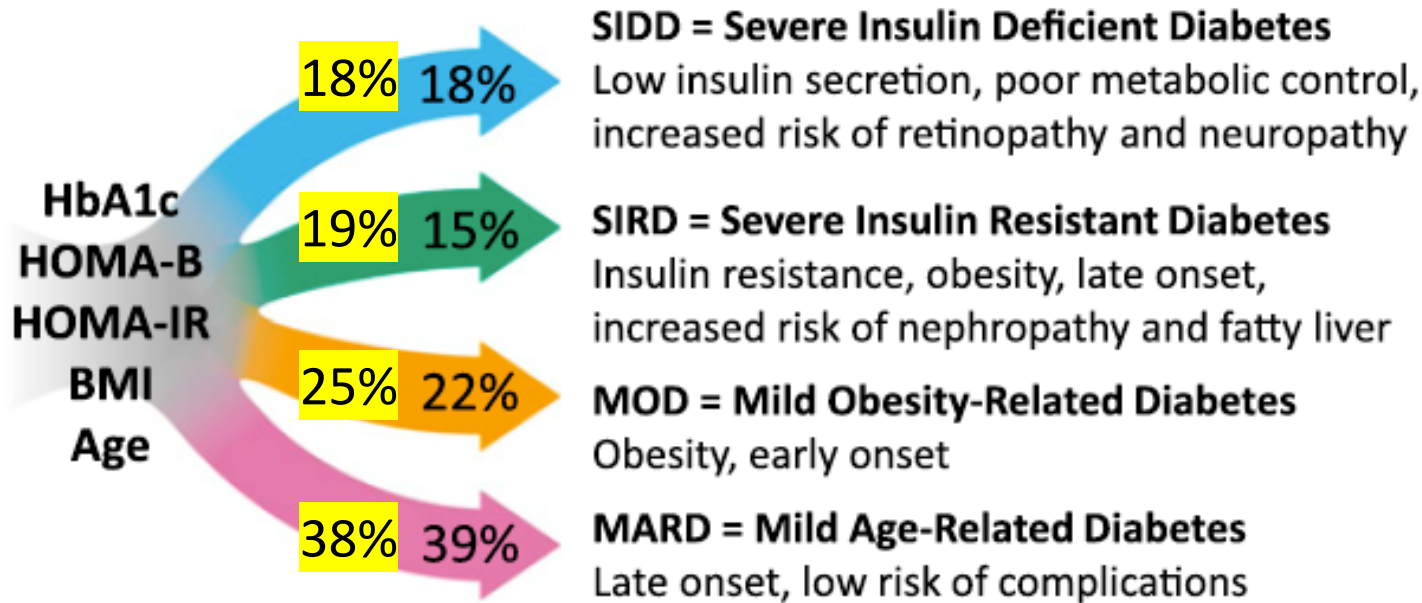 HbA1c
HOMA-B
HOMA-IR
BMI
Age
18% 18%
SIDD = Severe Insulin Deficient Diabetes
Low insulin secretion, poor metabolic control,
increased risk of retinopathy and neuropathy
19% 15%
SIRD = Severe Insulin Resistant Diabetes
Insulin resistance, obesity, late onset,
increased risk of nephropathy and fatty liver
25% 22%
MOD = Mild Obesity-Related Diabetes
Obesity, early onset
38% 39%
MARD = Mild Age-Related Diabetes
Late onset, low risk of complications